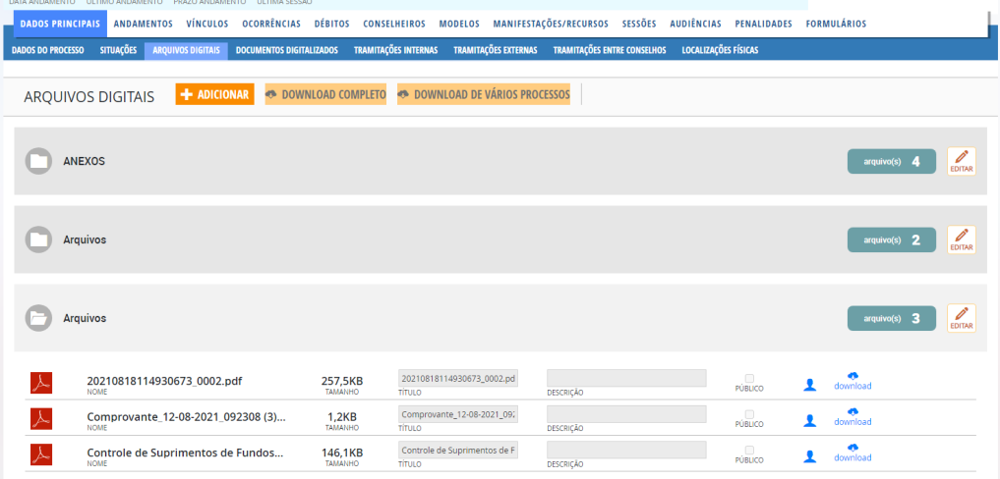 DATA ANDAMENTO ÚLTIMO ANDAMENTO PRAZO ANDAMENTO ÚLTIMA SESSÃO
DADOS PRINCIPAIS ANDAMENTOS VÍNCULOS OCORRÊNCIAS DÉBITOS CONSELHEIROS MODELOS MANIFESTAÇÕES/RECURSOS SESSÕES AUDIÊNCIAS PENALIDADES FORMULÁRIOS
DADOS DO PROCESSO SITUAÇÕES ARQUIVOS DIGITAIS DOCUMENTOS DIGITALIZADOS TRAMITAÇÕES INTERNAS TRAMITAÇÕES EXTERNAS TRAMITAÇÕES ENTRE CONSELHOS LOCALIZAÇÕES FÍSICAS
ARQUIVOS DIGITAIS ADICIONAR DOWNLOAD COMPLETO DOWNLOAD DE VÁRIOS PROCESSOS
ANEXOS arquivo(s) 4 EDITAR
Arquivos arquivo(s) 2 EDITAR
Arquivos arquivo(s) 3 EDITAR
20210818114930673_0002.pdf 257,5KB 20210818114930673_0002.pd
NOME TAMANHO TÍTULO DESCRIÇÃO PÚBLICO download
Comprovante_12-08-2021_092308 (3)... 1,2KB Comprovante_12-08-2021_092
NOME TAMANHO TÍTULO DESCRIÇÃO PÚBLICO download
Controle de Suprimentos de Fundos... 146,1KB Controle de Suprimentos de F
NOME TAMANHO TÍTULO DESCRIÇÃO PÚBLICO download